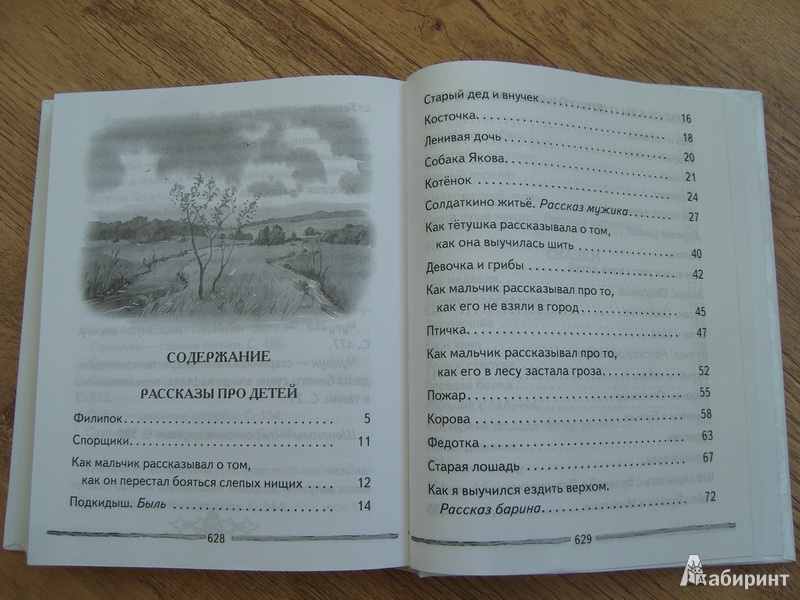 СОДЕРЖАНИЕ
РАССКАЗЫ ПРО ДЕТЕЙ
Филипок 5
Спорщики 11
Как мальчик рассказывал о том,
как он перестал бояться слепых нищих 12
Подкидыш. Быль 14
628
Старый дед и внучек 16
Косточка 18
Ленивая дочь 20
Собака Якова 21
Котёнок 24
Солдаткино житьё. Рассказ мужика 27
Как тётушка рассказывала о том,
как она выучилась шить 40
Девочка и грибы 42
Как мальчик рассказывал про то,
как его не взяли в город 45
Птичка 47
Как мальчик рассказывал про то,
как его в лесу застала гроза 52
Пожар 55
Корова 58
Федотка 63
Старая лошадь 67
Как я выучился ездить верхом.
Рассказ барина 72
629
Лабиринт